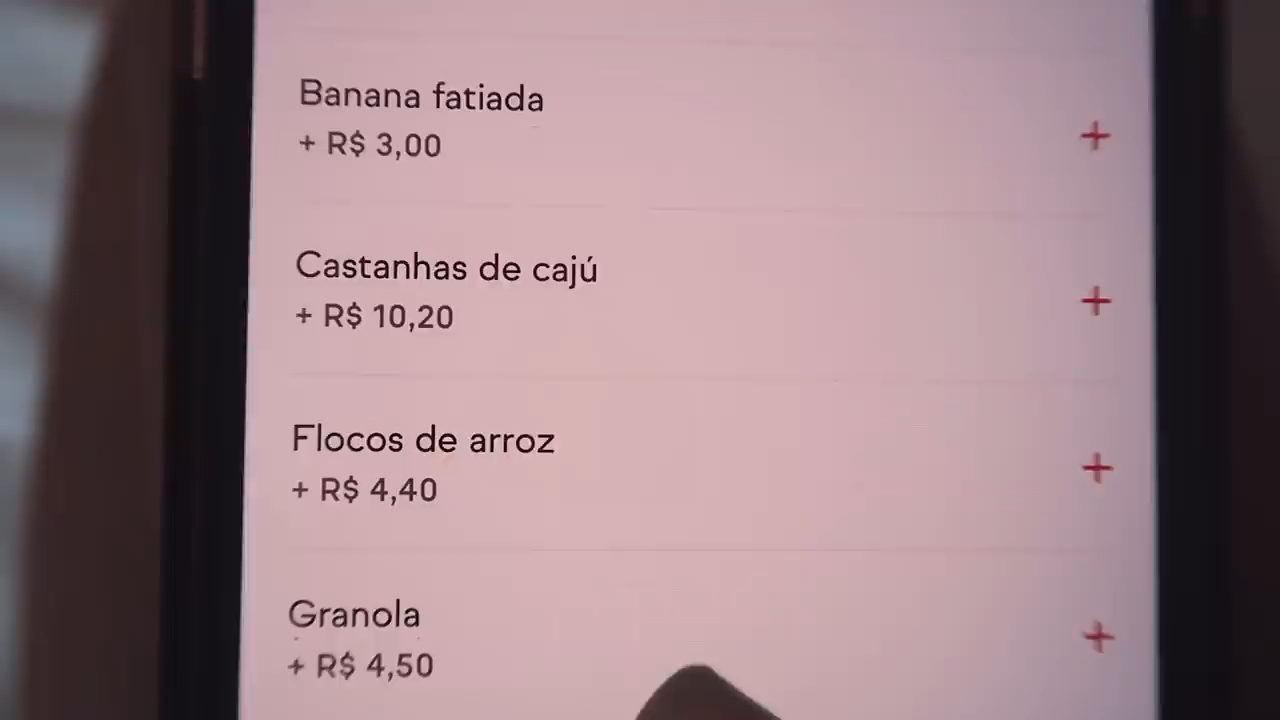 Banana fatiada
+ R$ 3,00
+
Castanhas de cajú
+ R$ 10,20
+
Flocos de arroz
+ R$ 4,40
+
Granola
+ R$ 4,50
+